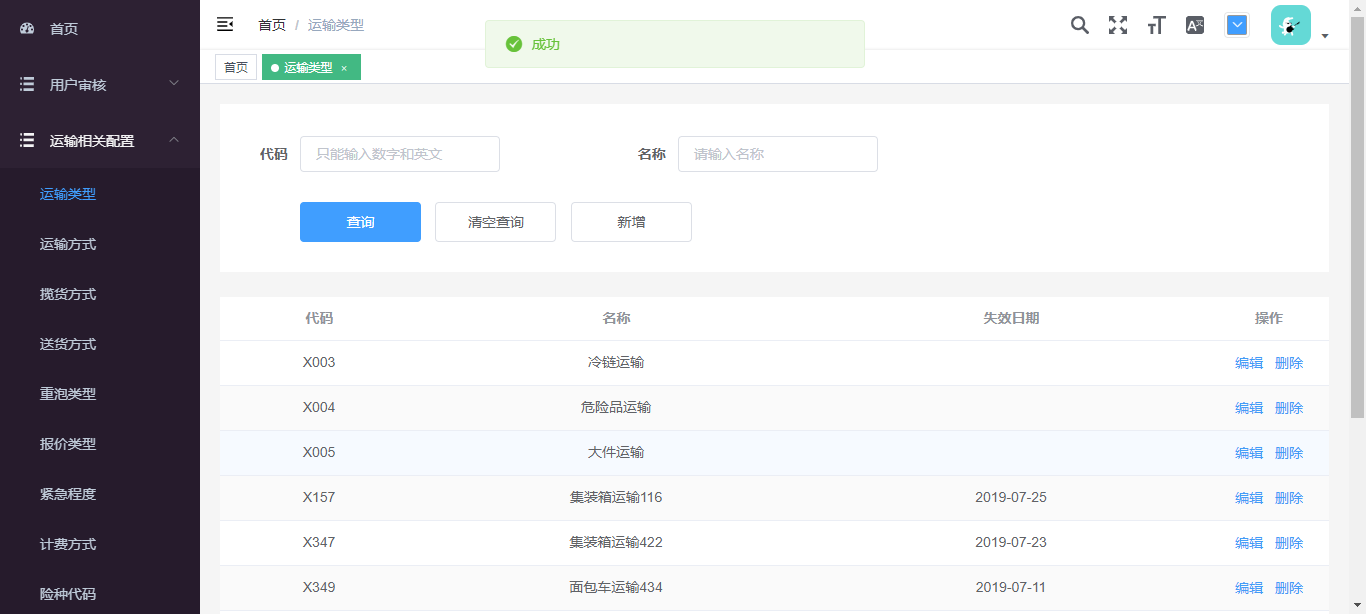 首页
用户审核
运输相关配置
运输类型
运输方式
揽货方式
送货方式
重泡类型
报价类型
紧急程度
计费方式
险种代码
首页 / 运输类型
成功
首页 运输类型 ×
代码 只能输入数字和英文 名称 请输入名称
查询 清空查询 新增
代码 名称 失效日期 操作
X003 冷链运输 编辑 删除
X004 危险品运输 编辑 删除
X005 大件运输 编辑 删除
X157 集装箱运输116 2019-07-25 编辑 删除
X347 集装箱运输422 2019-07-23 编辑 删除
X349 面包车运输434 2019-07-11 编辑 删除